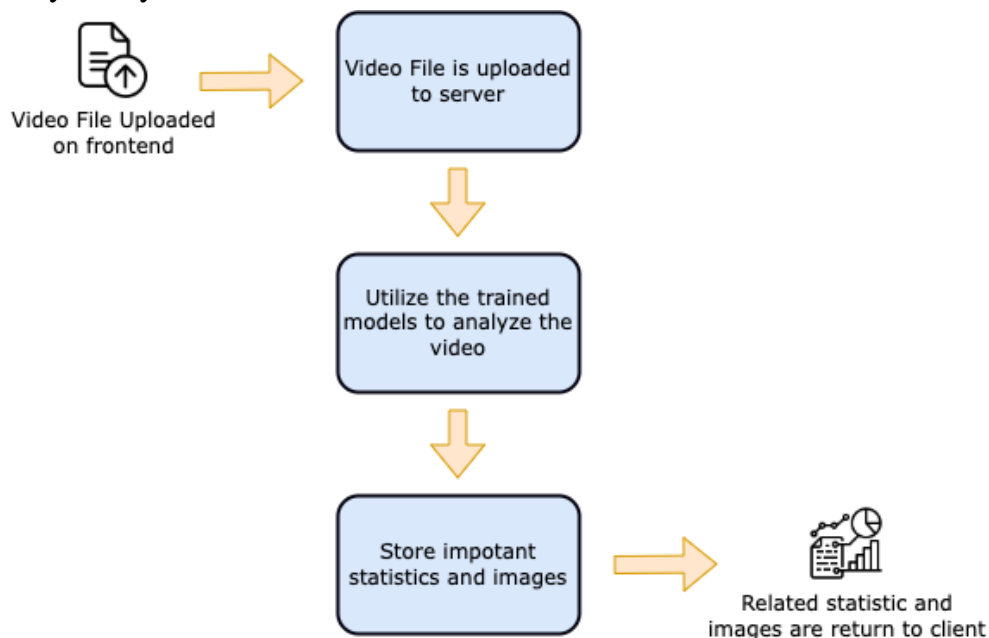 Video File Uploaded
on frontend
Video File is uploaded
to server
Utilize the trained
models to analyze the
video
Store impotant
statistics and images
Related statistic and
images are return to client